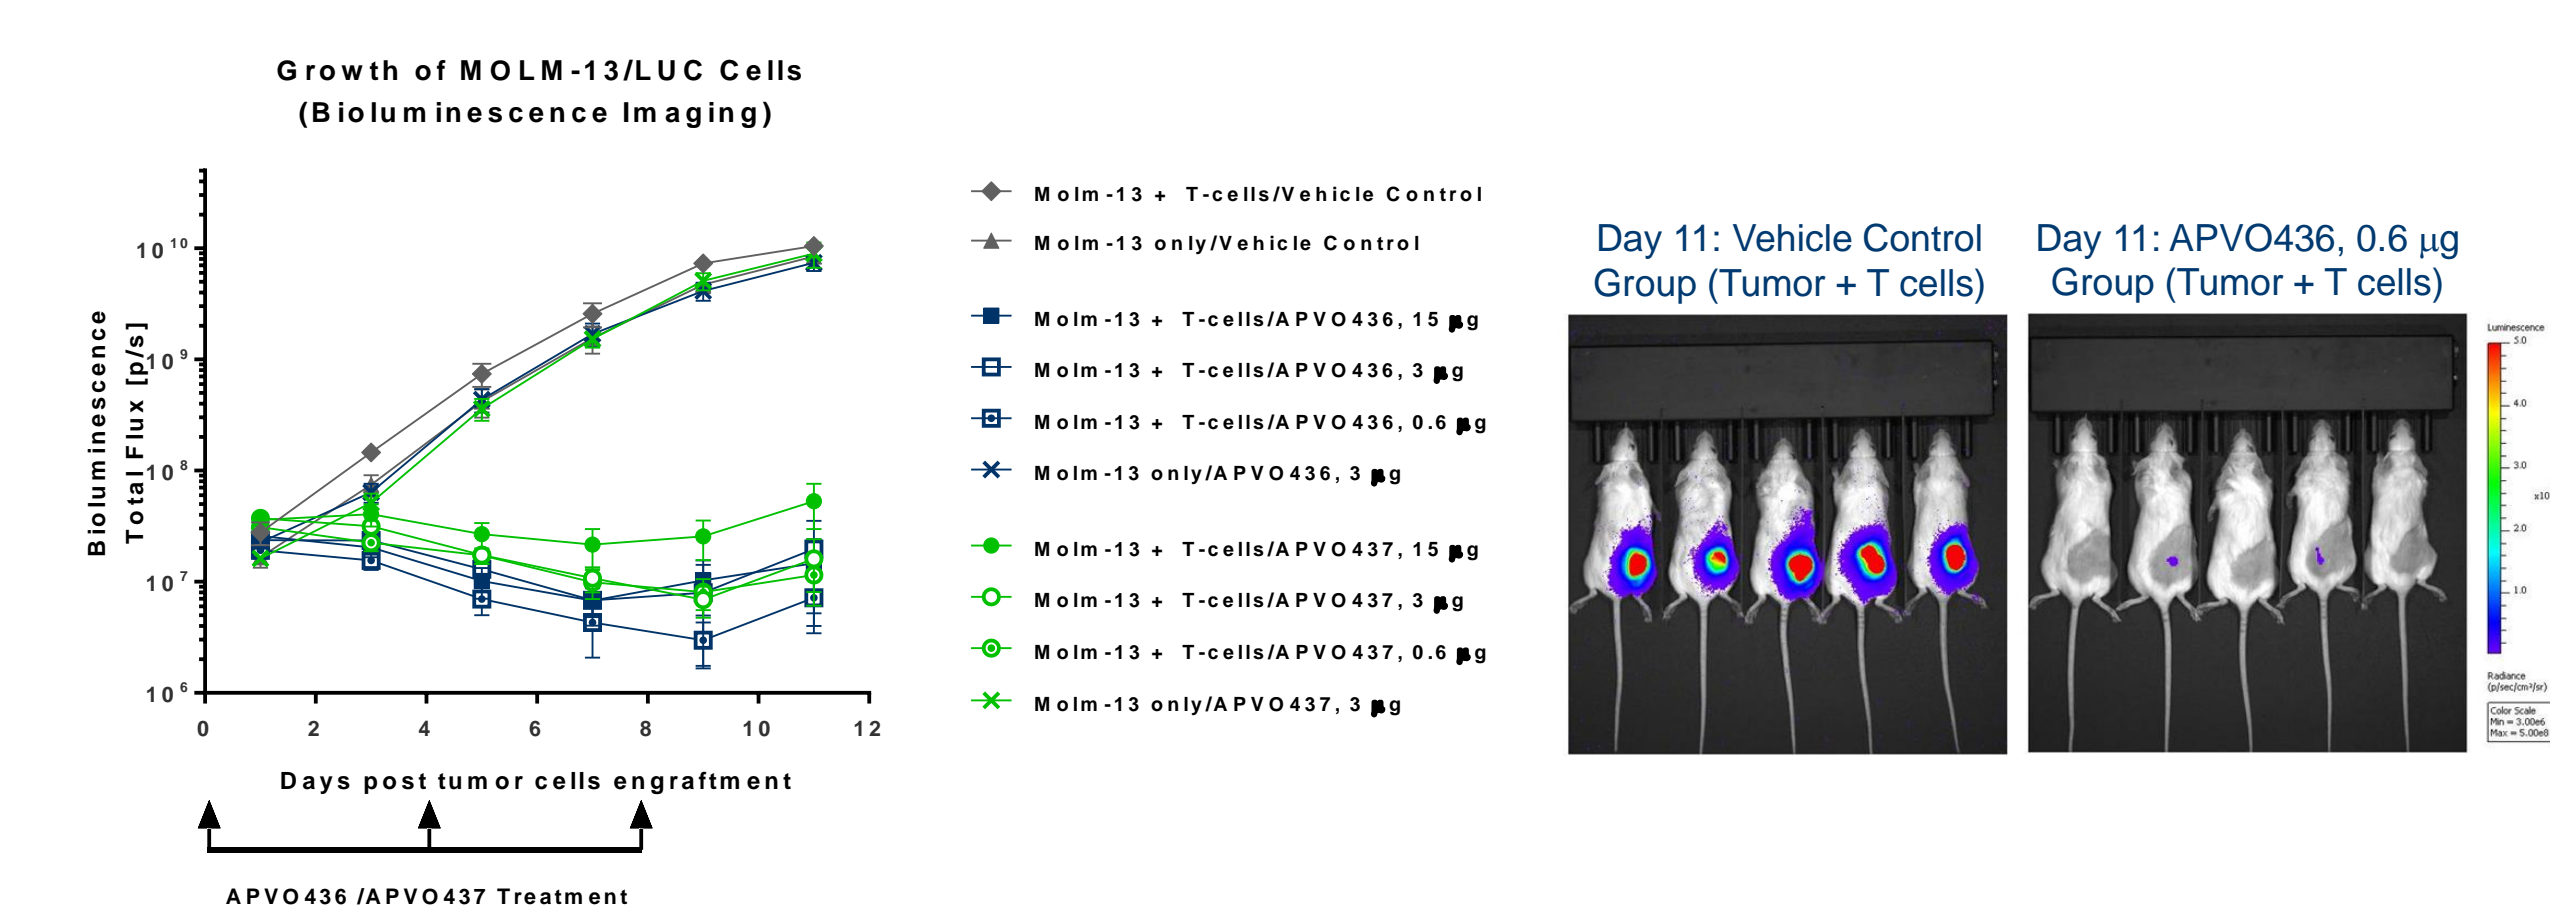 Growth of MOLM-13/LUC Cells
(Bioluminescence Imaging)
Bioluminescence
Total Flux [p/s]
10^10
10^9
10^8
10^7
10^6
0 2 4 6 8 10 12
Days post tumor cells engraftment
APVO436 /APVO437 Treatment
Molm-13 + T-cells/Vehicle Control
Molm-13 only/Vehicle Control
Molm-13 + T-cells/APVO436, 15 µg
Molm-13 + T-cells/APVO436, 3 µg
Molm-13 + T-cells/APVO436, 0.6 µg
Molm-13 only/APVO436, 3 µg
Molm-13 + T-cells/APVO437, 15 µg
Molm-13 + T-cells/APVO437, 3 µg
Molm-13 + T-cells/APVO437, 0.6 µg
Molm-13 only/APVO437, 3 µg
Day 11: Vehicle Control
Group (Tumor + T cells)
Day 11: APVO436, 0.6 µg
Group (Tumor + T cells)
Luminescence
5.0
4.0
3.0
x10
2.0
1.0
Radiance
(p/sec/cm²/sr)
Color Scale
Min = 3.00e6
Max = 5.00e8